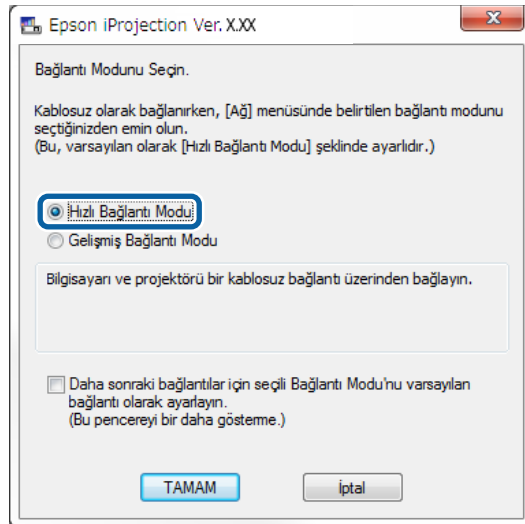 Epson iProjection Ver. X.XX
Bağlantı Modunu Seçin.
Kablosuz olarak bağlanırken, [Ağ] menüsünde belirtilen bağlantı modunu
seçtiğinizden emin olun.
(Bu, varsayılan olarak [Hızlı Bağlantı Modu] şeklinde ayarlıdır.)
Hızlı Bağlantı Modu
Gelişmiş Bağlantı Modu
Bilgisayarı ve projektörü bir kablosuz bağlantı üzerinden bağlayın.
Daha sonraki bağlantılar için seçili Bağlantı Modu'nu varsayılan
bağlantı olarak ayarlayın.
(Bu pencereyi bir daha gösterme.)
TAMAM İptal